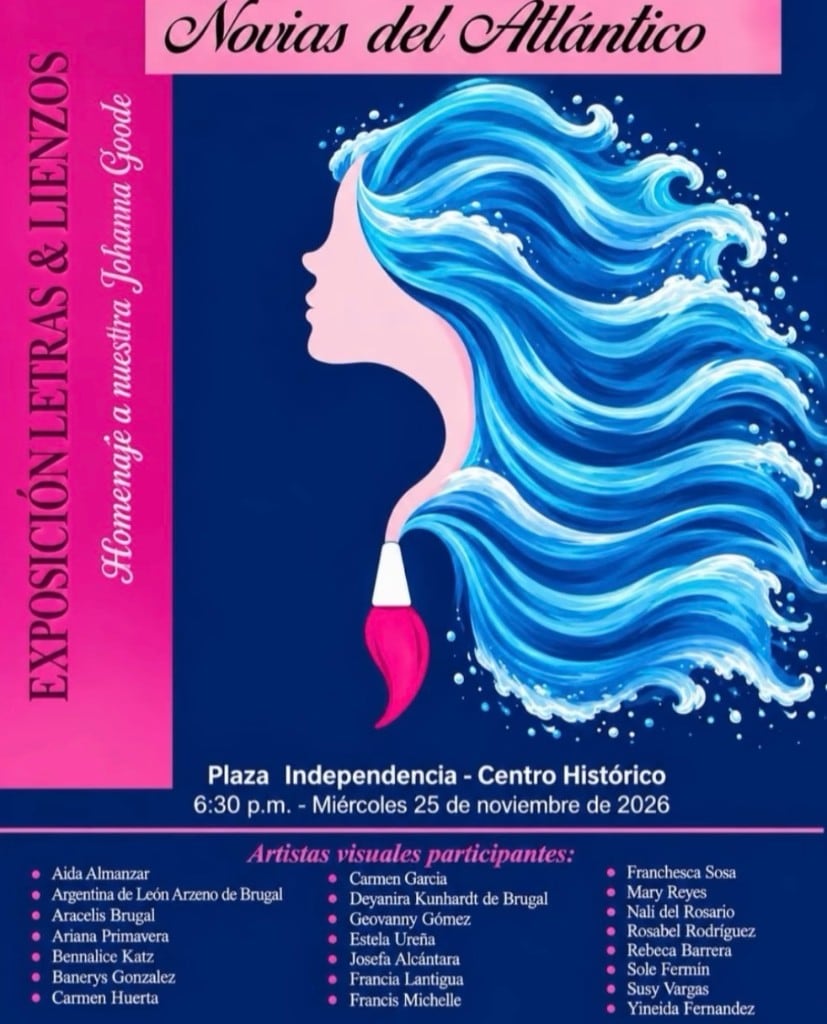 Novias del Atlántico
EXPOSICIÓN LETRAS & LIENZOS
Homenaje a nuestra Johanna Goode
Plaza Independencia - Centro Histórico
6:30 p.m. - Miércoles 25 de noviembre de 2026
Artistas visuales participantes:
Aida Almanzar
Argentina de León Arzeno de Brugal
Aracelis Brugal
Ariana Primavera
Bennalice Katz
Banerys Gonzalez
Carmen Huerta
Carmen Garcia
Deyanira Kunhardt de Brugal
Geovanny Gómez
Estela Ureña
Josefa Alcántara
Francia Lantigua
Francis Michelle
Franchesca Sosa
Mary Reyes
Nalí del Rosario
Rosabel Rodríguez
Rebeca Barrera
Sole Fermín
Susy Vargas
Yineida Fernandez